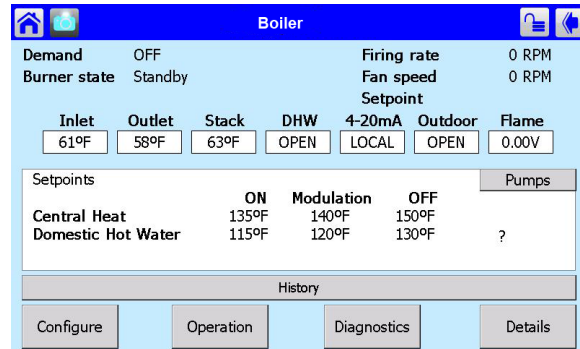 Boiler
Demand OFF Firing rate 0 RPM
Burner state Standby Fan speed 0 RPM
Setpoint
Inlet Outlet Stack DHW 4-20mA Outdoor Flame
61ºF 58ºF 63ºF OPEN LOCAL OPEN 0.00V
Setpoints Pumps
ON Modulation OFF
Central Heat 135ºF 140ºF 150ºF
Domestic Hot Water 115ºF 120ºF 130ºF ?
History
Configure Operation Diagnostics Details